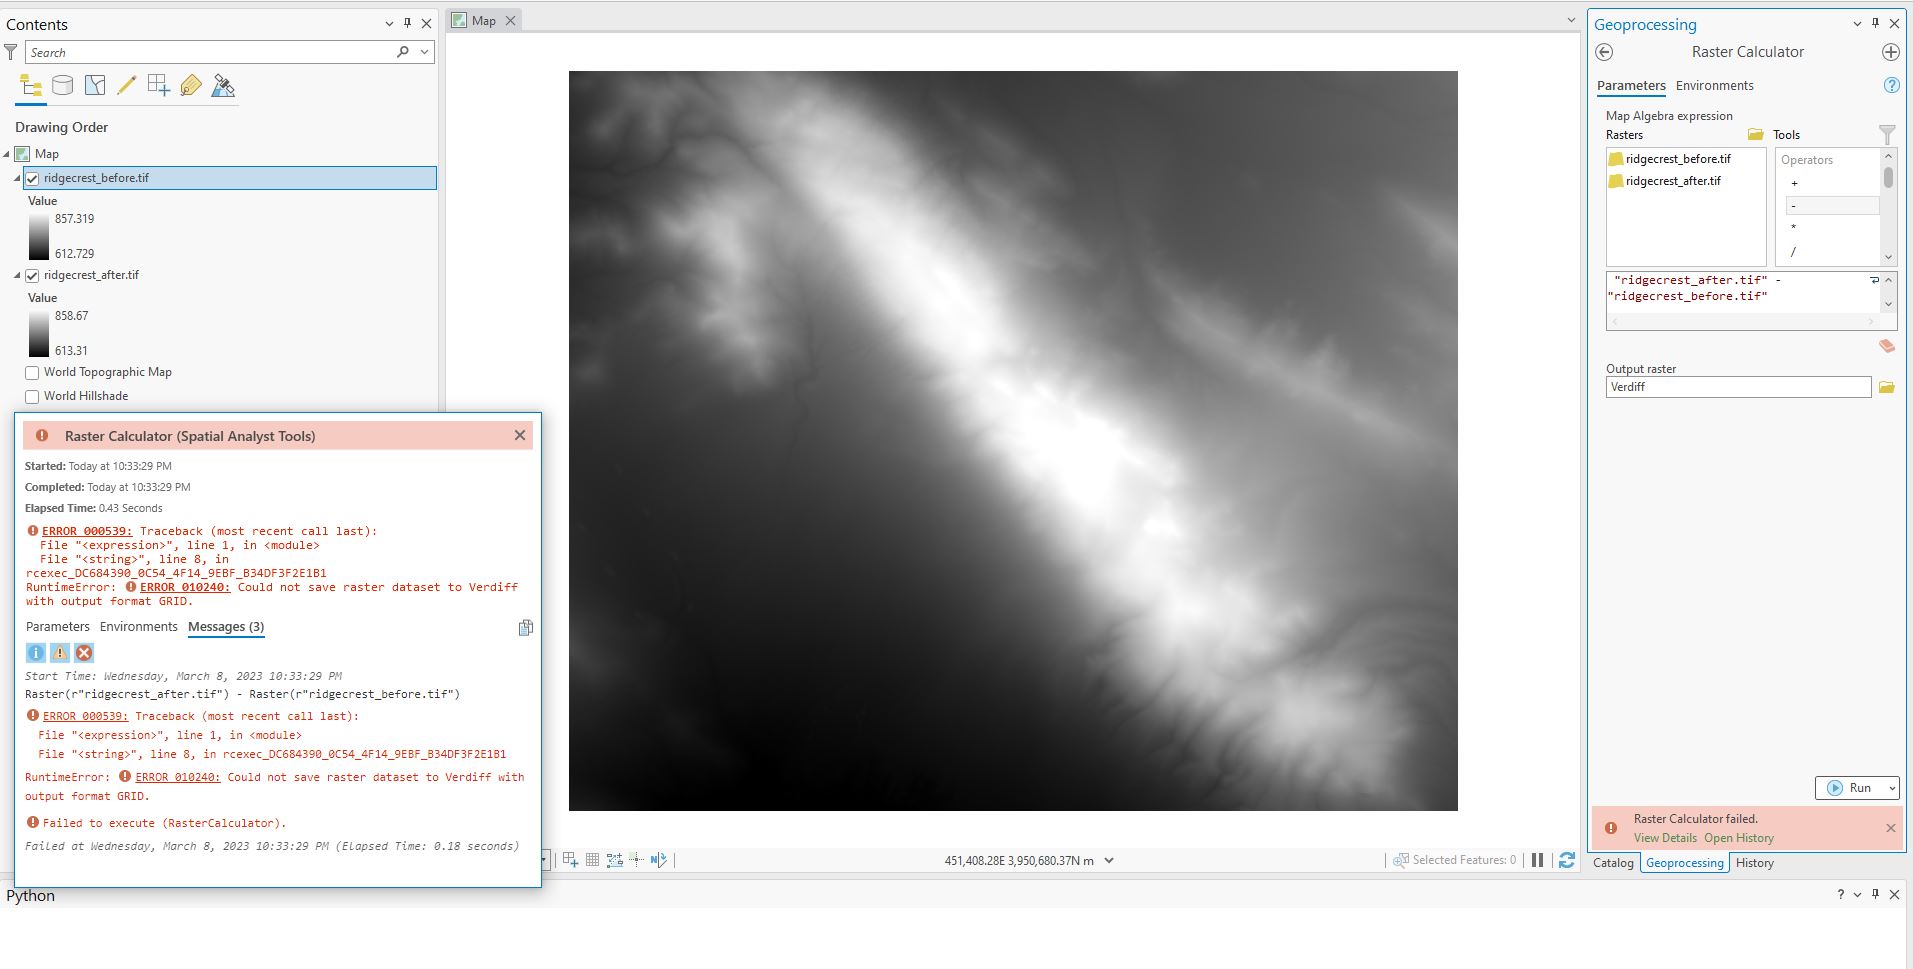 Contents
Search
Drawing Order
Map
ridgecrest_before.tif
Value
857.319
612.729
ridgecrest_after.tif
Value
858.67
613.31
World Topographic Map
World Hillshade
Raster Calculator (Spatial Analyst Tools)
Started: Today at 10:33:29 PM
Completed: Today at 10:33:29 PM
Elapsed Time: 0.43 Seconds
ERROR 000539: Traceback (most recent call last):
File "<expression>", line 1, in <module>
File "<string>", line 8, in
rcexec_DC684390_0C54_4F14_9EBF_B34DF3F2E1B1
RuntimeError: ERROR 010240: Could not save raster dataset to Verdiff
with output format GRID.
Parameters Environments Messages (3)
Start Time: Wednesday, March 8, 2023 10:33:29 PM
Raster(r"ridgecrest_after.tif") - Raster(r"ridgecrest_before.tif")
ERROR 000539: Traceback (most recent call last):
File "<expression>", line 1, in <module>
File "<string>", line 8, in rcexec_DC684390_0C54_4F14_9EBF_B34DF3F2E1B1
RuntimeError: ERROR 010240: Could not save raster dataset to Verdiff with
output format GRID.
Failed to execute (RasterCalculator).
Failed at Wednesday, March 8, 2023 10:33:29 PM (Elapsed Time: 0.18 seconds)
Map
451,408.28E 3,950,680.37N m
Selected Features: 0
Geoprocessing
Raster Calculator
Parameters Environments
Map Algebra expression
Rasters Tools
ridgecrest_before.tif
ridgecrest_after.tif
Operators
+
-
*
/
"ridgecrest_after.tif" -
"ridgecrest_before.tif"
Output raster
Verdiff
Run
Raster Calculator failed.
View Details Open History
Catalog Geoprocessing History
Python
?